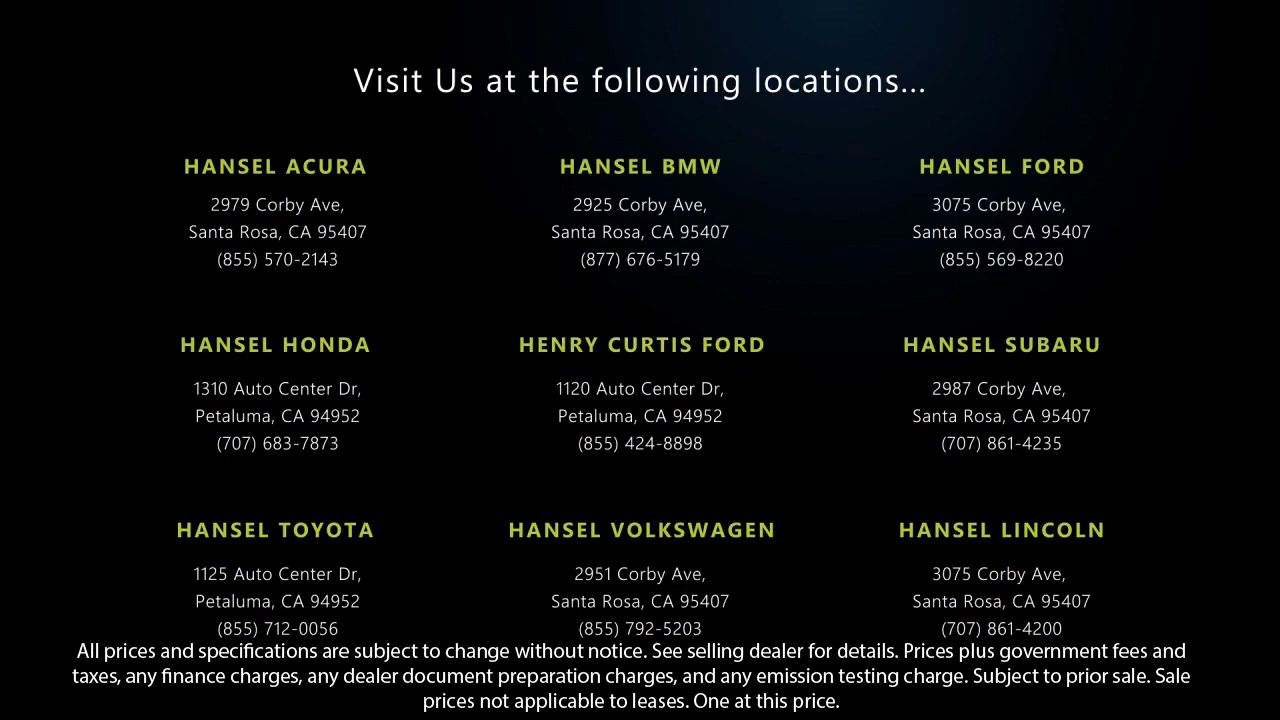 Visit Us at the following locations...
HANSEL ACURA
2979 Corby Ave,
Santa Rosa, CA 95407
(855) 570-2143
HANSEL BMW
2925 Corby Ave,
Santa Rosa, CA 95407
(877) 676-5179
HANSEL FORD
3075 Corby Ave,
Santa Rosa, CA 95407
(855) 569-8220
HANSEL HONDA
1310 Auto Center Dr,
Petaluma, CA 94952
(707) 683-7873
HENRY CURTIS FORD
1120 Auto Center Dr,
Petaluma, CA 94952
(855) 424-8898
HANSEL SUBARU
2987 Corby Ave,
Santa Rosa, CA 95407
(707) 861-4235
HANSEL TOYOTA
1125 Auto Center Dr,
Petaluma, CA 94952
(855) 712-0056
HANSEL VOLKSWAGEN
2951 Corby Ave,
Santa Rosa, CA 95407
(855) 792-5203
HANSEL LINCOLN
3075 Corby Ave,
Santa Rosa, CA 95407
(707) 861-4200
All prices and specifications are subject to change without notice. See selling dealer for details. Prices plus government fees and
taxes, any finance charges, any dealer document preparation charges, and any emission testing charge. Subject to prior sale. Sale
prices not applicable to leases. One at this price.